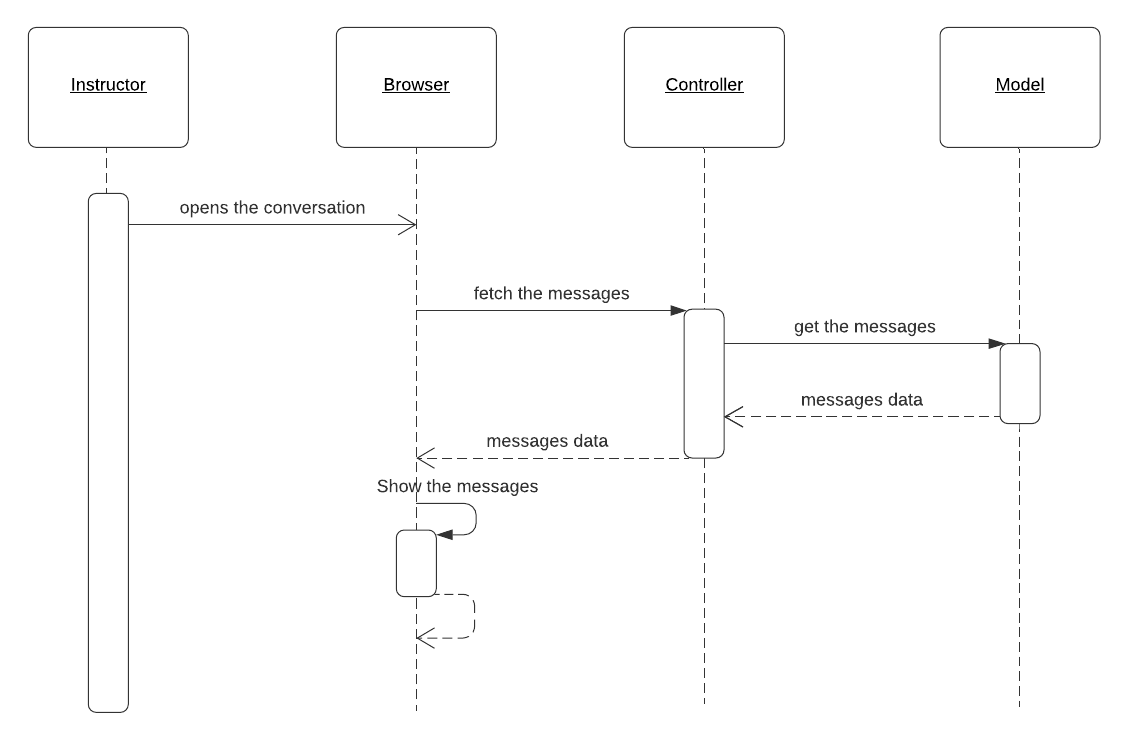 Instructor
Browser
Controller
Model
opens the conversation
fetch the messages
get the messages
messages data
messages data
Show the messages